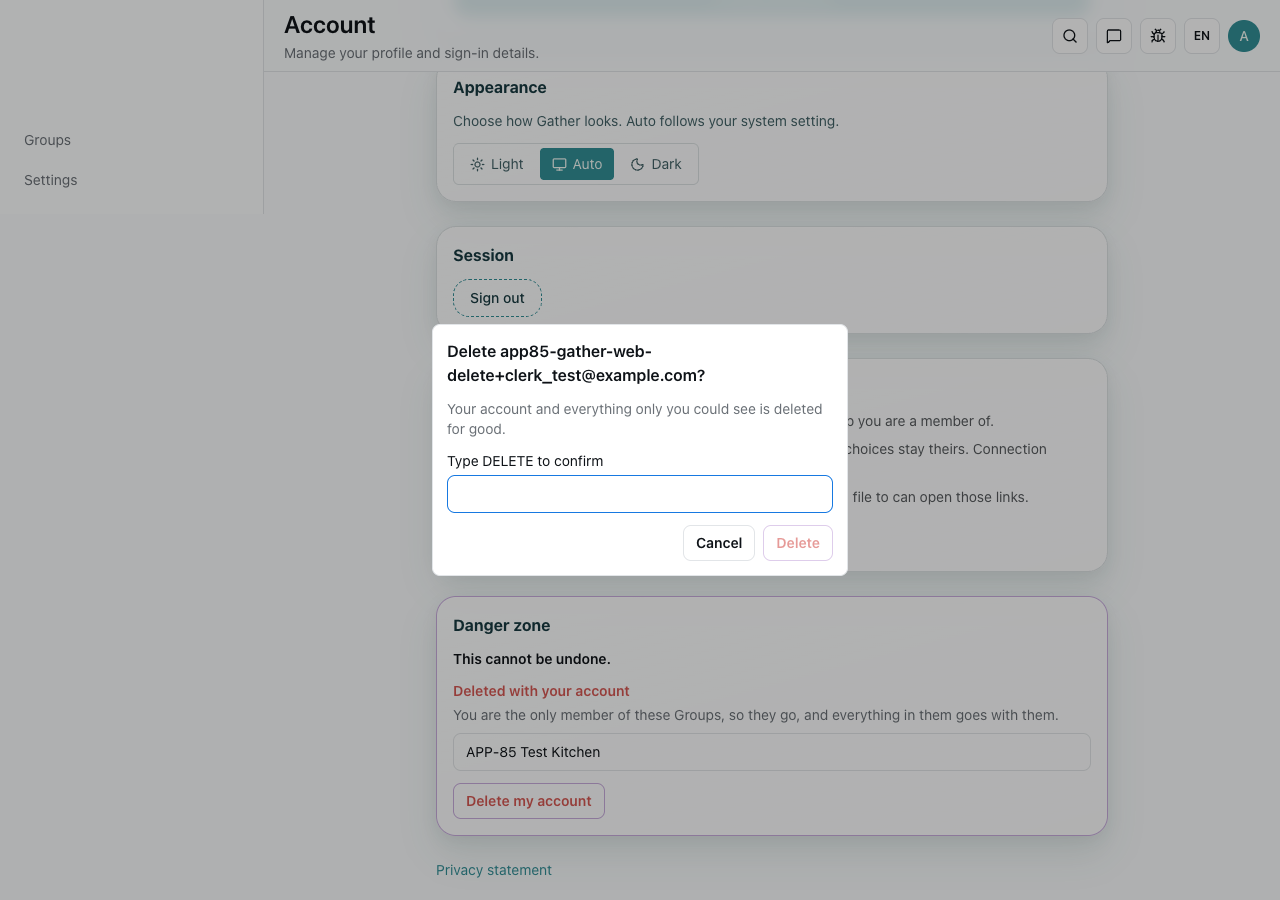 Account
Manage your profile and sign-in details.
EN
A
Groups
Settings
Appearance
Choose how Gather looks. Auto follows your system setting.
Light
Auto
Dark
Session
Sign out
Delete app85-gather-web-
delete+clerk_test@example.com?
Your account and everything only you could see is deleted
for good.
Type DELETE to confirm
Cancel
Delete
you are a member of.
choices stay theirs. Connection
file to can open those links.
Danger zone
This cannot be undone.
Deleted with your account
You are the only member of these Groups, so they go, and everything in them goes with them.
APP-85 Test Kitchen
Delete my account
Privacy statement